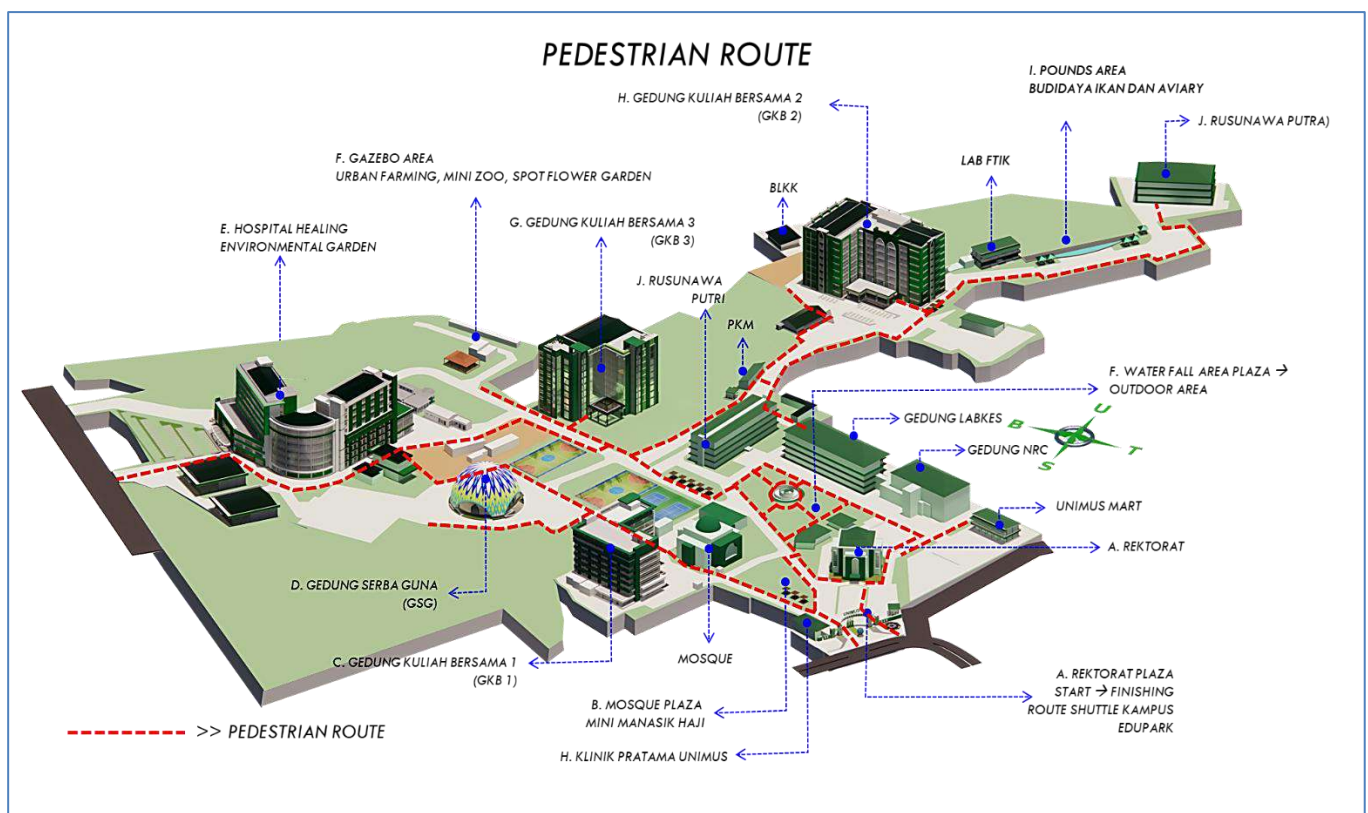 PEDESTRIAN ROUTE
I. POUNDS AREA
BUDIDAYA IKAN DAN AVIARY
H. GEDUNG KULIAH BERSAMA 2
(GKB 2)
J. RUSUNAWA PUTRA)
F. GAZEBO AREA
URBAN FARMING, MINI ZOO, SPOT FLOWER GARDEN
LAB FTIK
BLKK
E. HOSPITAL HEALING
ENVIRONMENTAL GARDEN
G. GEDUNG KULIAH BERSAMA 3
(GKB 3)
J. RUSUNAWA
PUTRI
PKM
F. WATER FALL AREA PLAZA →
OUTDOOR AREA
GEDUNG LABKES
U
B
T
S
GEDUNG NRC
UNIMUS MART
A. REKTORAT
D. GEDUNG SERBA GUNA
(GSG)
C. GEDUNG KULIAH BERSAMA 1
(GKB 1)
MOSQUE
A. REKTORAT PLAZA
START → FINISHING
ROUTE SHUTTLE KAMPUS
EDUPARK
B. MOSQUE PLAZA
MINI MANASIK HAJI
>> PEDESTRIAN ROUTE
H. KLINIK PRATAMA UNIMUS